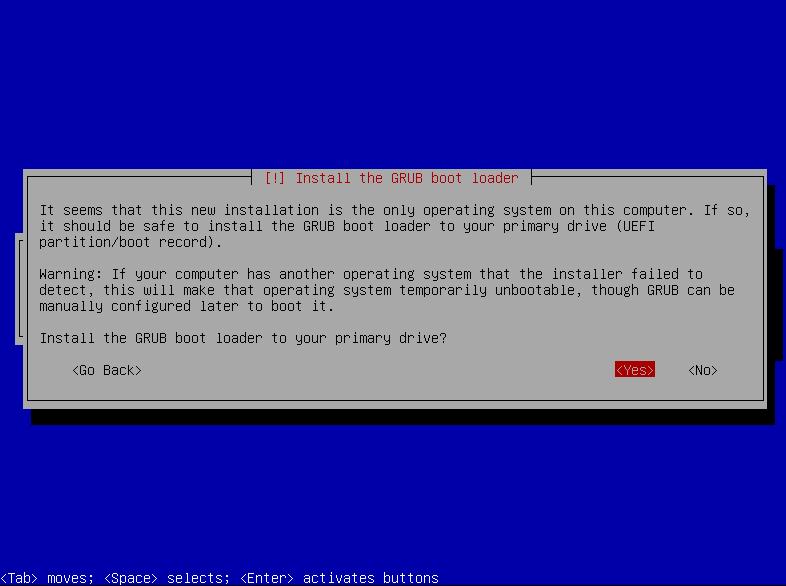 [!] Install the GRUB boot loader
It seems that this new installation is the only operating system on this computer. If so,
it should be safe to install the GRUB boot loader to your primary drive (UEFI
partition/boot record).
Warning: If your computer has another operating system that the installer failed to
detect, this will make that operating system temporarily unbootable, though GRUB can be
manually configured later to boot it.
Install the GRUB boot loader to your primary drive?
<Go Back> <Yes> <No>
<Tab> moves; <Space> selects; <Enter> activates buttons